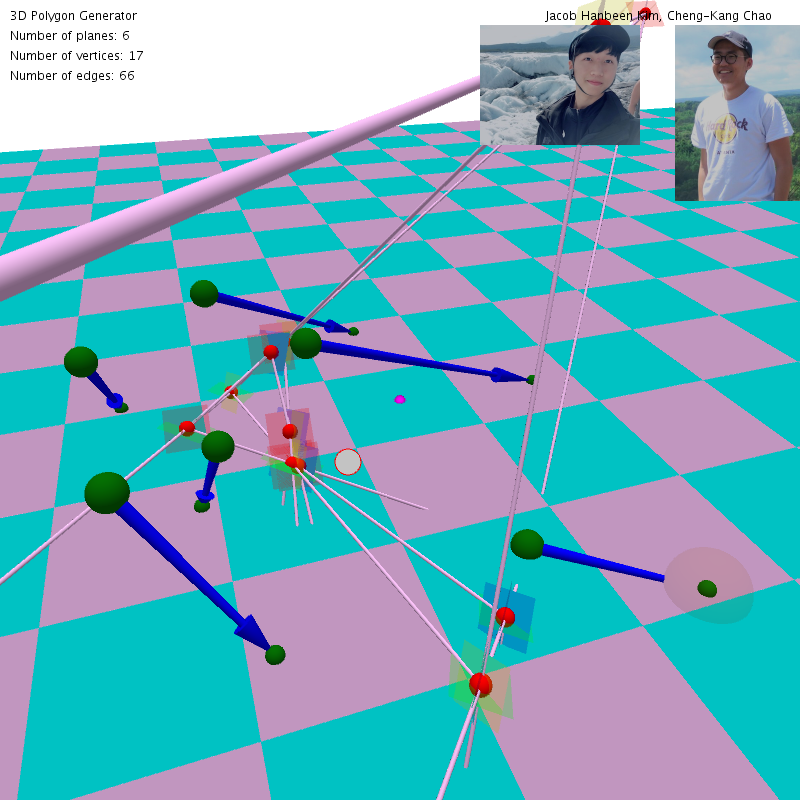 3D Polygon Generator
Jacob Hanbeen Kim, Cheng-Kang Chao
Number of planes: 6
Number of vertices: 17
Number of edges: 66